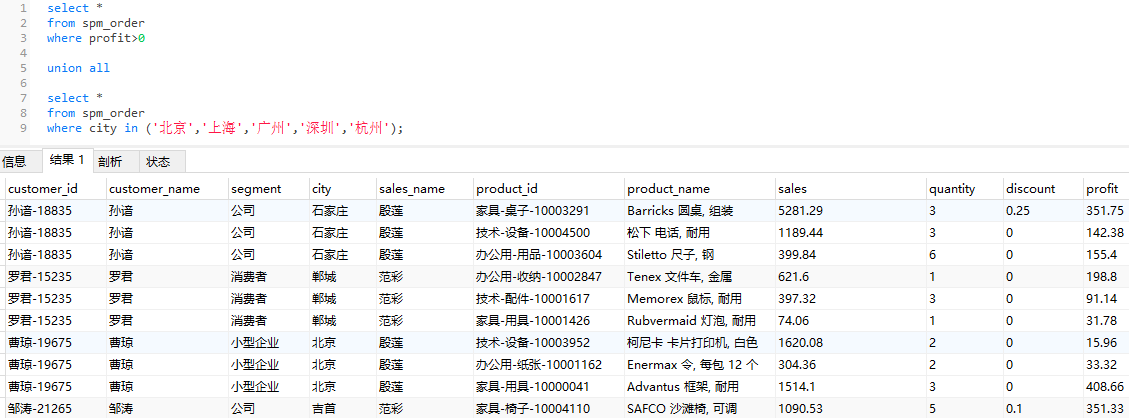 1 select *
2 from spm_order
3 where profit>0
4
5 union all
6
7 select *
8 from spm_order
9 where city in ('北京','上海','广州','深圳','杭州');
信息 结果 1 剖析 状态
customer_id customer_name segment city sales_name product_id product_name sales quantity discount profit
孙谙-18835 孙谙 公司 石家庄 殷莲 家具-桌子-10003291 Barricks 圆桌, 组装 5281.29 3 0.25 351.75
孙谙-18835 孙谙 公司 石家庄 殷莲 技术-设备-10004500 松下 电话, 耐用 1189.44 3 0 142.38
孙谙-18835 孙谙 公司 石家庄 殷莲 办公用-用品-10003604 Stiletto 尺子, 钢 399.84 6 0 155.4
罗君-15235 罗君 消费者 郸城 范彩 办公用-收纳-10002847 Tenex 文件车, 金属 621.6 1 0 198.8
罗君-15235 罗君 消费者 郸城 范彩 技术-配件-10001617 Memorex 鼠标, 耐用 397.32 3 0 91.14
罗君-15235 罗君 消费者 郸城 范彩 家具-用具-10001426 Rubvermaid 灯泡, 耐用 74.06 1 0 31.78
曹琼-19675 曹琼 小型企业 北京 殷莲 技术-设备-10003952 柯尼卡 卡片打印机, 白色 1620.08 2 0 15.96
曹琼-19675 曹琼 小型企业 北京 殷莲 办公用-纸张-10001162 Enermax 令, 每包 12 个 304.36 2 0 33.32
曹琼-19675 曹琼 小型企业 北京 殷莲 家具-用具-10000041 Advantus 框架, 耐用 1514.1 3 0 408.66
邹涛-21265 邹涛 公司 吉首 范彩 家具-椅子-10004110 SAFCO 沙滩椅, 可调 1090.53 5 0.1 351.33